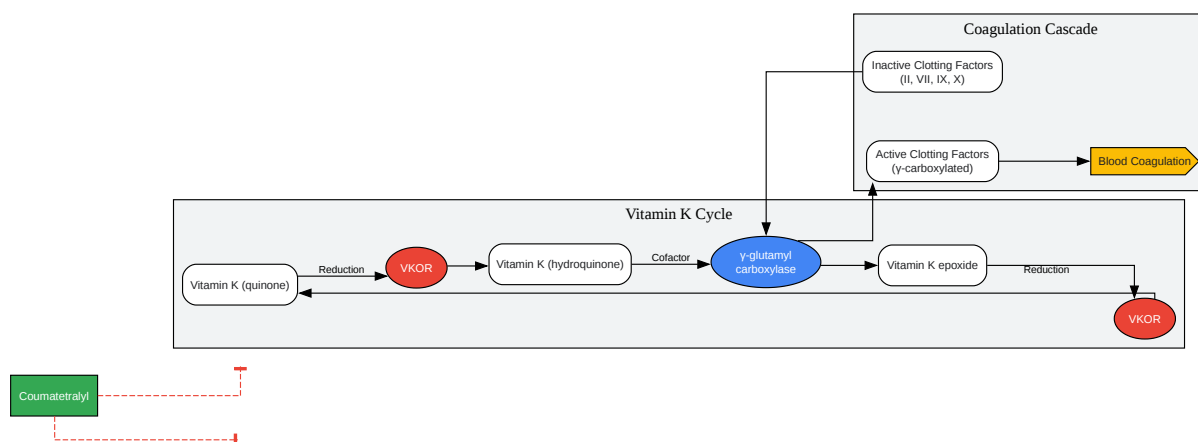 Coagulation Cascade
Inactive Clotting Factors
(II, VII, IX, X)
Active Clotting Factors
(γ-carboxylated)
Blood Coagulation
Vitamin K Cycle
Vitamin K (quinone)
Reduction
VKOR
Vitamin K (hydroquinone)
Cofactor
γ-glutamyl
carboxylase
Vitamin K epoxide
Reduction
VKOR
Coumatetralyl